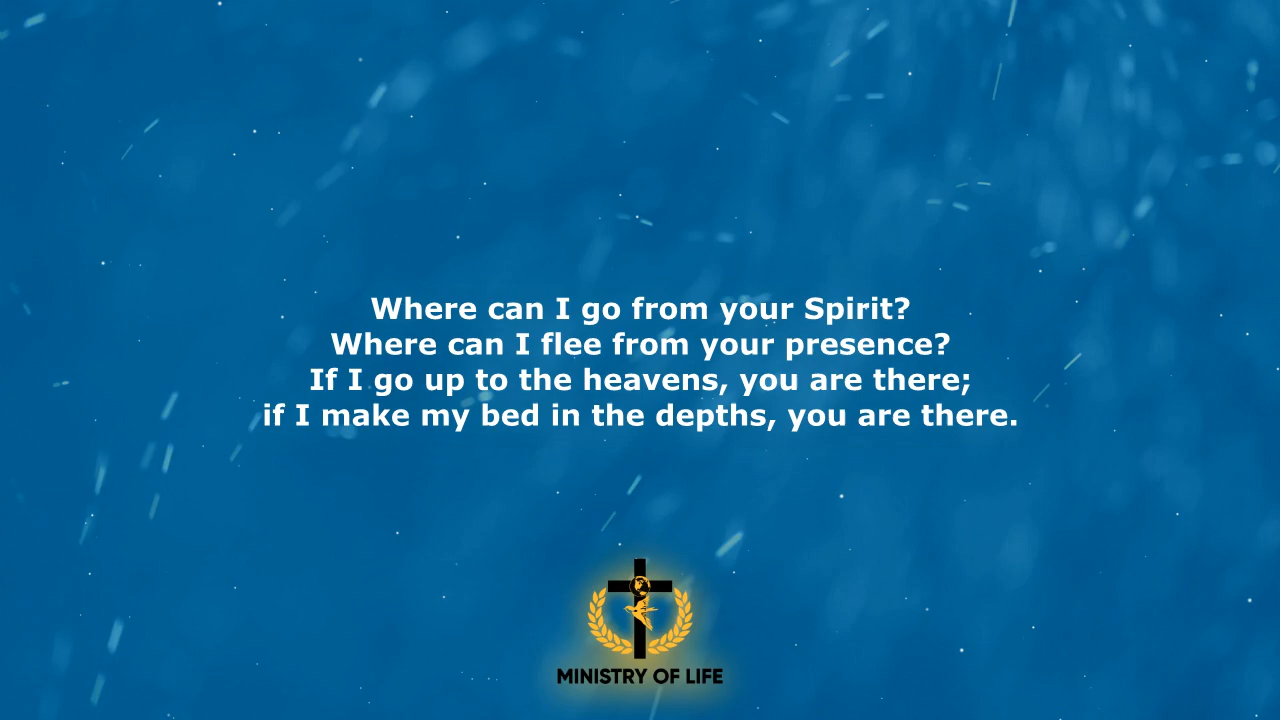 Where can I go from your Spirit?
Where can I flee from your presence?
If I go up to the heavens, you are there;
if I make my bed in the depths, you are there.
MINISTRY OF LIFE